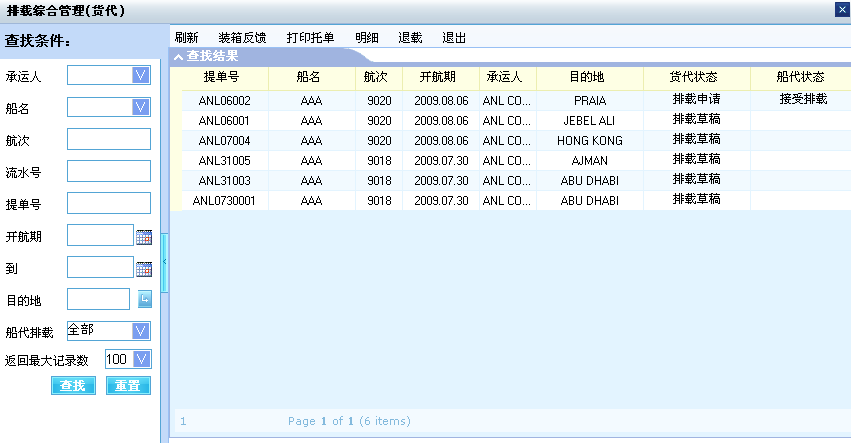 排载综合管理(货代)
查找条件：
承运人
船名
航次
流水号
提单号
开航期
到
目的地
船代排载 全部
返回最大记录数 100
查找 重置
刷新 装箱反馈 打印托单 明细 退载 退出
查找结果
提单号 船名 航次 开航期 承运人 目的地 货代状态 船代状态
ANL06002 AAA 9020 2009.08.06 ANL CO... PRAIA 排载申请 接受排载
ANL06001 AAA 9020 2009.08.06 ANL CO... JEBEL ALI 排载草稿
ANL07004 AAA 9020 2009.08.06 ANL CO... HONG KONG 排载草稿
ANL31005 AAA 9018 2009.07.30 ANL CO... AJMAN 排载草稿
ANL31003 AAA 9018 2009.07.30 ANL CO... ABU DHABI 排载草稿
ANL0730001 AAA 9018 2009.07.30 ANL CO... ABU DHABI 排载草稿
1 Page 1 of 1 (6 items)